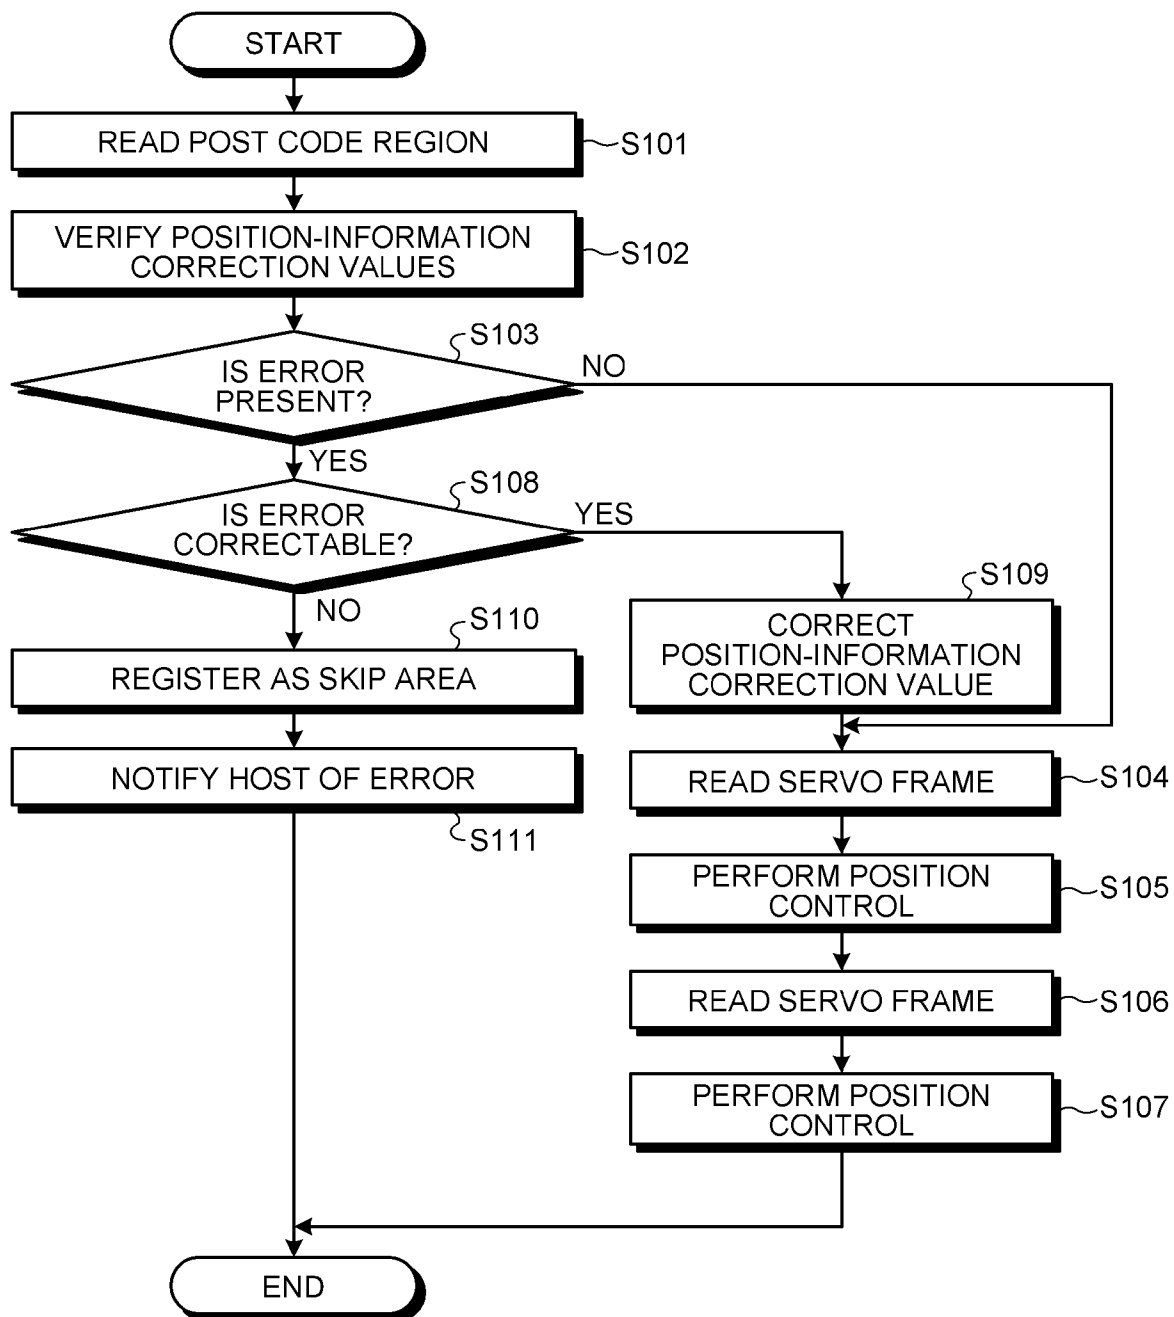 START
READ POST CODE REGION
S101
VERIFY POSITION-INFORMATION
CORRECTION VALUES
S102
S103
IS ERROR
PRESENT?
NO
YES
S108
IS ERROR
CORRECTABLE?
YES
NO
S109
CORRECT
POSITION-INFORMATION
CORRECTION VALUE
S110
REGISTER AS SKIP AREA
NOTIFY HOST OF ERROR
S111
READ SERVO FRAME
S104
PERFORM POSITION
CONTROL
S105
READ SERVO FRAME
S106
PERFORM POSITION
CONTROL
S107
END